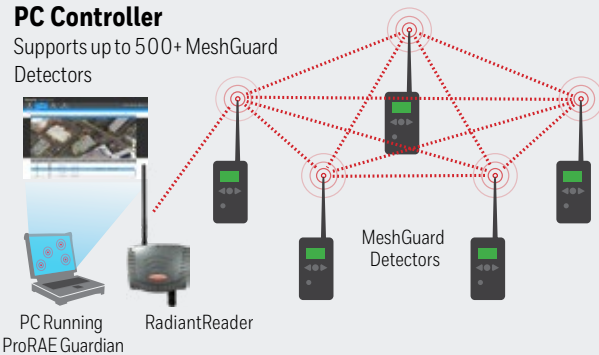 PC Controller
Supports up to 500+ MeshGuard
Detectors
MeshGuard
Detectors
PC Running
ProRAE Guardian
RadiantReader